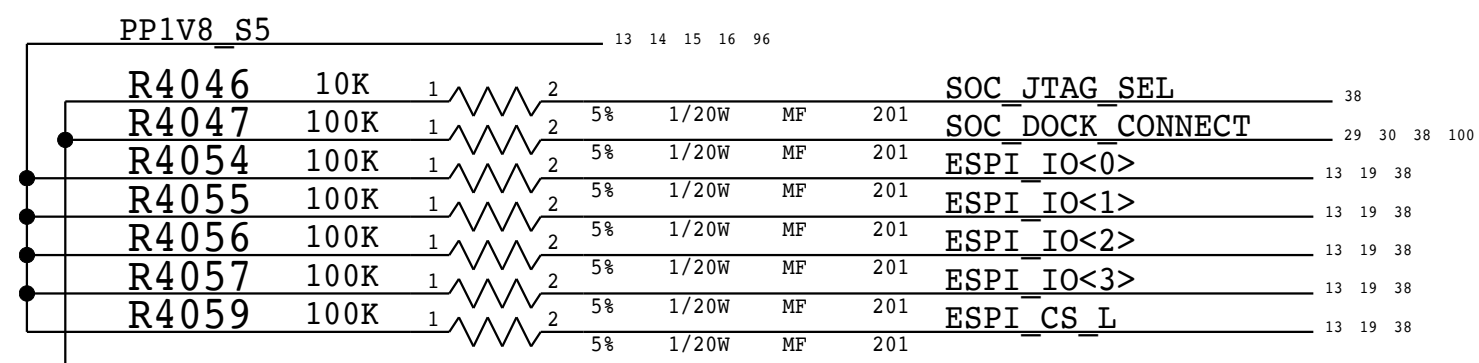 PP1V8_S5 13 14 15 16 96
R4046 10K 1 2 SOC_JTAG_SEL 38
5% 1/20W MF 201
R4047 100K 1 2 SOC_DOCK_CONNECT 29 30 38 100
5% 1/20W MF 201
R4054 100K 1 2 ESPI_IO<0> 13 19 38
5% 1/20W MF 201
R4055 100K 1 2 ESPI_IO<1> 13 19 38
5% 1/20W MF 201
R4056 100K 1 2 ESPI_IO<2> 13 19 38
5% 1/20W MF 201
R4057 100K 1 2 ESPI_IO<3> 13 19 38
5% 1/20W MF 201
R4059 100K 1 2 ESPI_CS_L 13 19 38
5% 1/20W MF 201